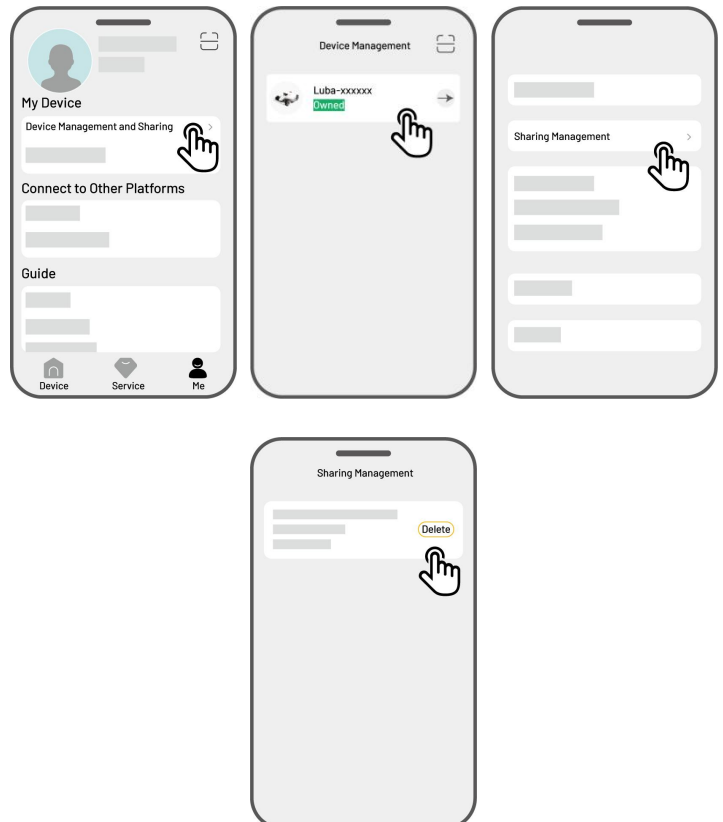 My Device
Device Management and Sharing
Connect to Other Platforms
Guide
Device
Service
Me
Device Management
Luba-xxxxxx
Owned
Sharing Management
Sharing Management
Delete